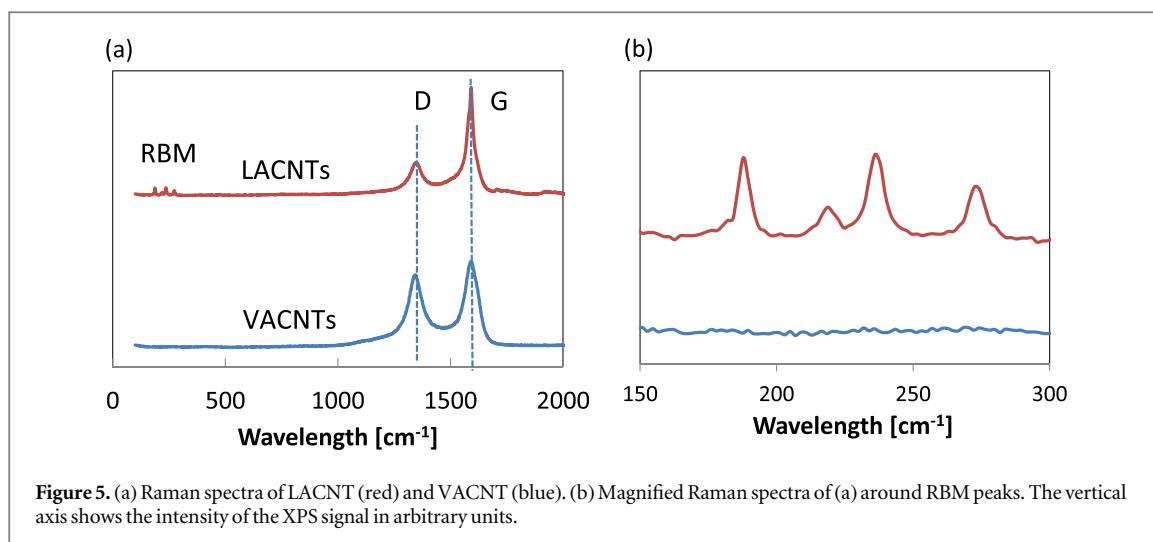 (a)
(b)
D
G
RBM
LACNTs
VACNTs
0 500 1000 1500 2000
Wavelength [cm-1]
150 200 250 300
Wavelength [cm-1]
Figure 5. (a) Raman spectra of LACNT (red) and VACNT (blue). (b) Magnified Raman spectra of (a) around RBM peaks. The vertical
axis shows the intensity of the XPS signal in arbitrary units.